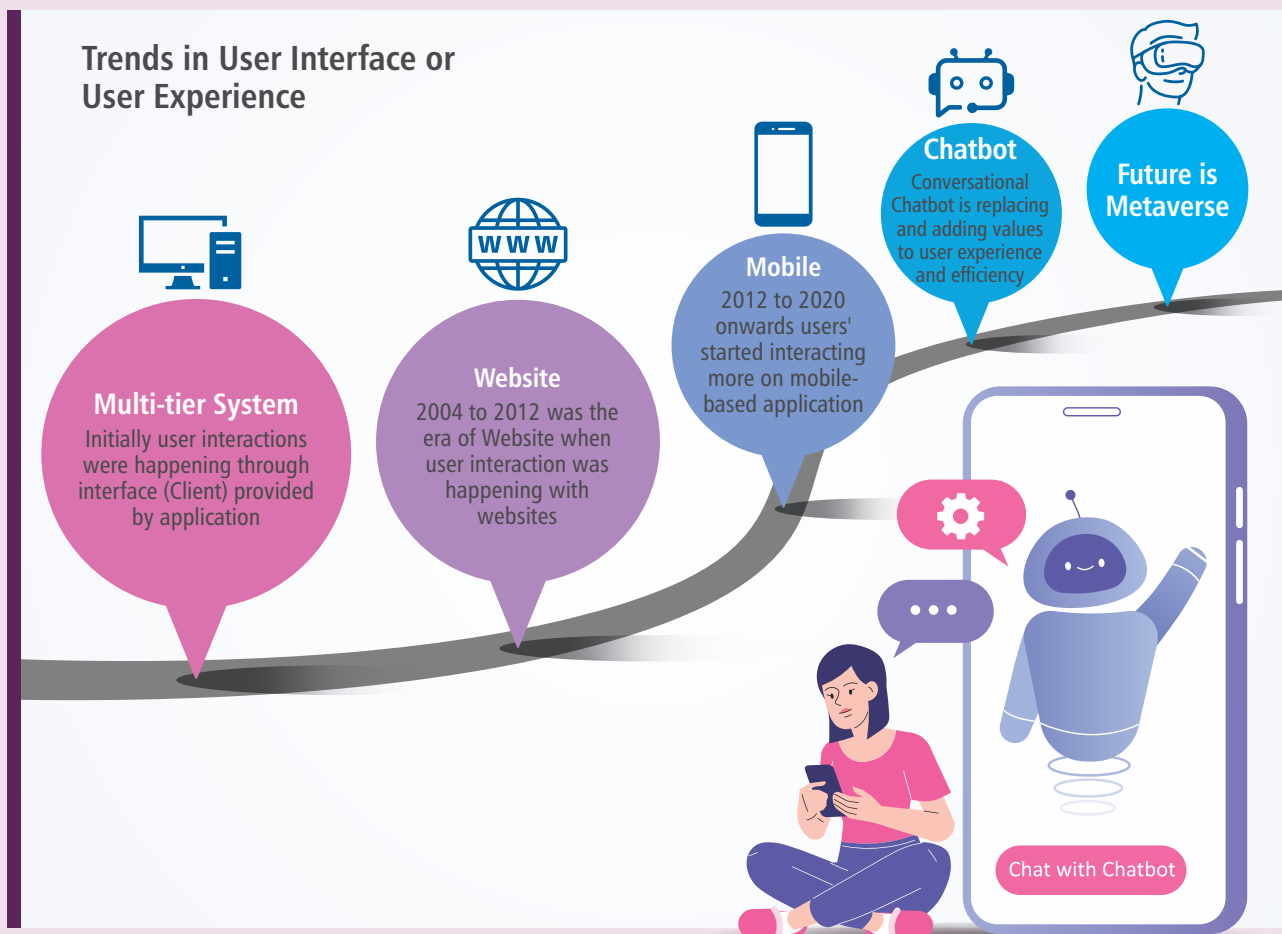 Trends in User Interface or
User Experience
WWW
Multi-tier System
Initially user interactions
were happening through
interface (Client) provided
by application
Website
2004 to 2012 was the
era of Website when
user interaction was
happening with
websites
Mobile
2012 to 2020
onwards users'
started interacting
more on mobile-
based application
Chatbot
Conversational
Chatbot is replacing
and adding values
to user experience
and efficiency
Future is
Metaverse
Chat with Chatbot